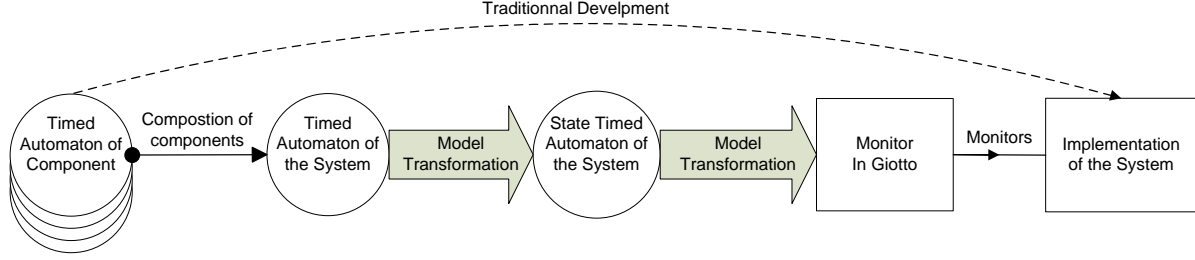 Traditionnal Develpment
Timed
Automaton of
Component
Compostion of
components
Timed
Automaton of
the System
Model
Transformation
State Timed
Automaton of
the System
Model
Transformation
Monitor
In Giotto
Monitors
Implementation
of the System